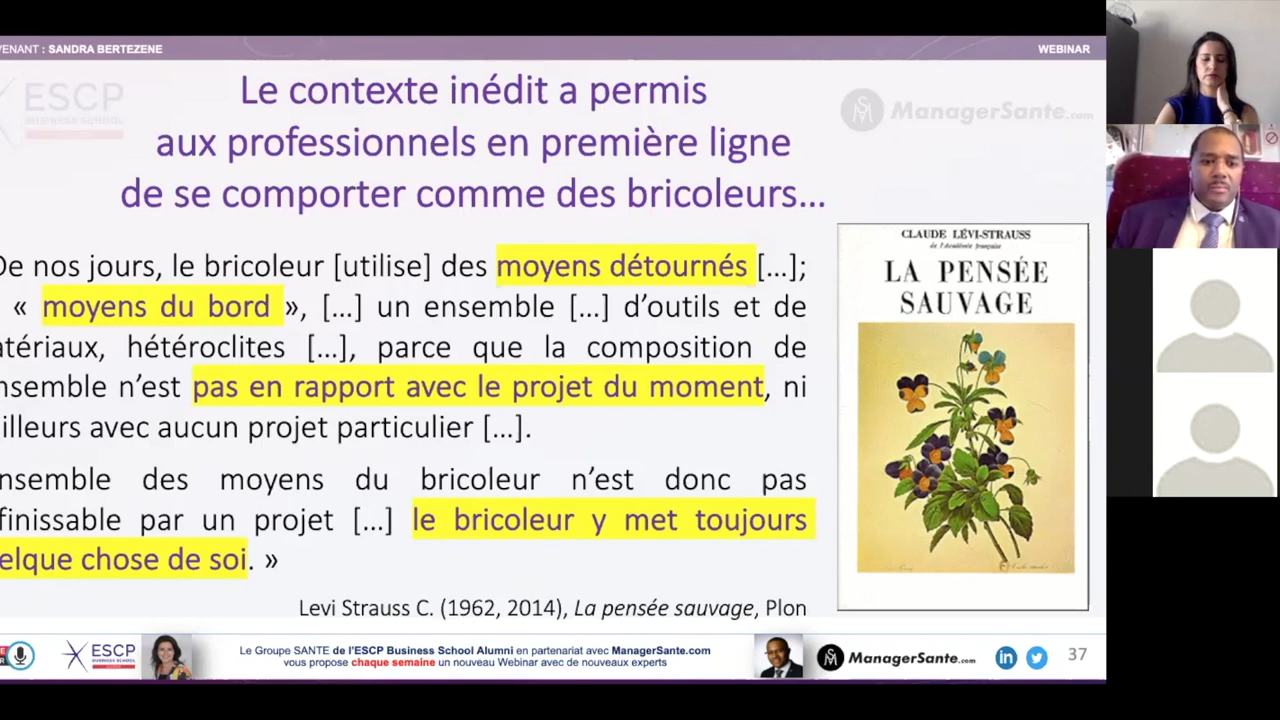 VENANT : SANDRA BERTEZENE
WEBINAR
ESCP
BUSINESS SCHOOL
ManagerSante.com
Le contexte inédit a permis
aux professionnels en première ligne
de se comporter comme des bricoleurs...
De nos jours, le bricoleur [utilise] des moyens détournés […];
« moyens du bord », […] un ensemble […] d'outils et de
atériaux, hétéroclites […], parce que la composition de
nsemble n'est pas en rapport avec le projet du moment, ni
illeurs avec aucun projet particulier […].
nsemble des moyens du bricoleur n'est donc pas
finissable par un projet […] le bricoleur y met toujours
elque chose de soi. »
Levi Strauss C. (1962, 2014), La pensée sauvage, Plon
CLAUDE LÉVI-STRAUSS
de l'Académie française
LA PENSÉE
SAUVAGE
ESCP
BUSINESS SCHOOL
Le Groupe SANTE de l'ESCP Business School Alumni en partenariat avec ManagerSante.com
vous propose chaque semaine un nouveau Webinar avec de nouveaux experts
ManagerSante.com
in
37